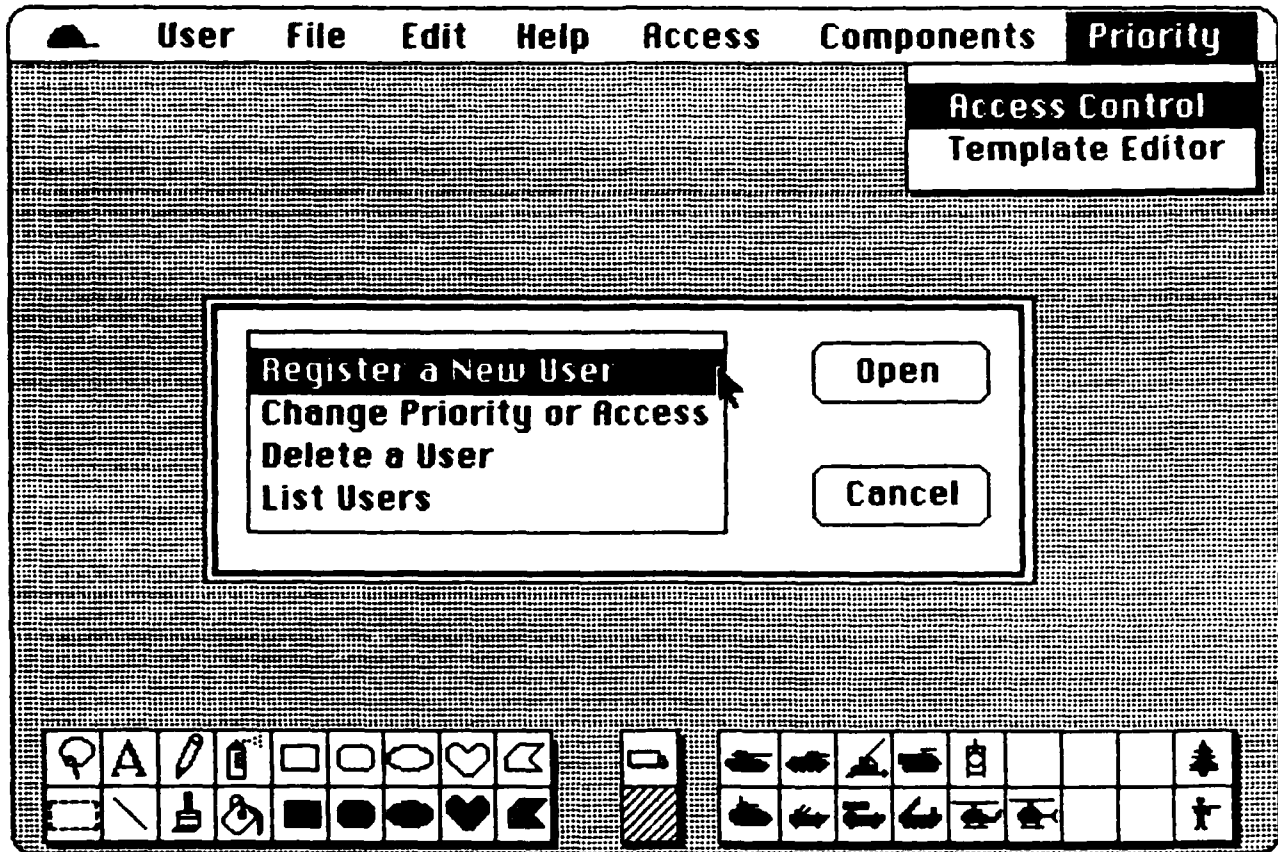 User File Edit Help Access Components Priority
Access Control
Template Editor
Register a New User
Change Priority or Access
Delete a User
List Users
Open
Cancel
A